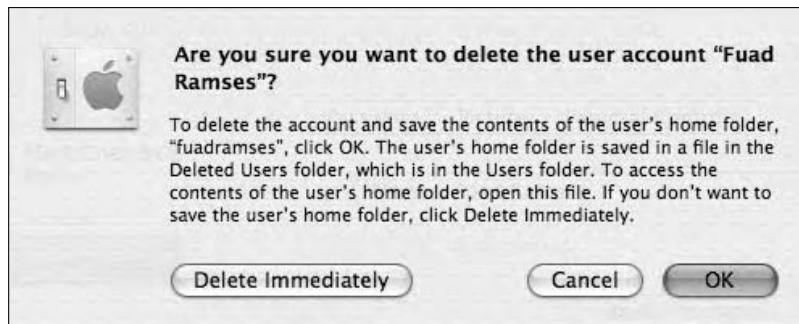 Are you sure you want to delete the user account “Fuad
Ramses”?
To delete the account and save the contents of the user’s home folder,
“fuadramses”, click OK. The user’s home folder is saved in a file in the
Deleted Users folder, which is in the Users folder. To access the
contents of the user’s home folder, open this file. If you don’t want to
save the user’s home folder, click Delete Immediately.
Delete Immediately
Cancel
OK